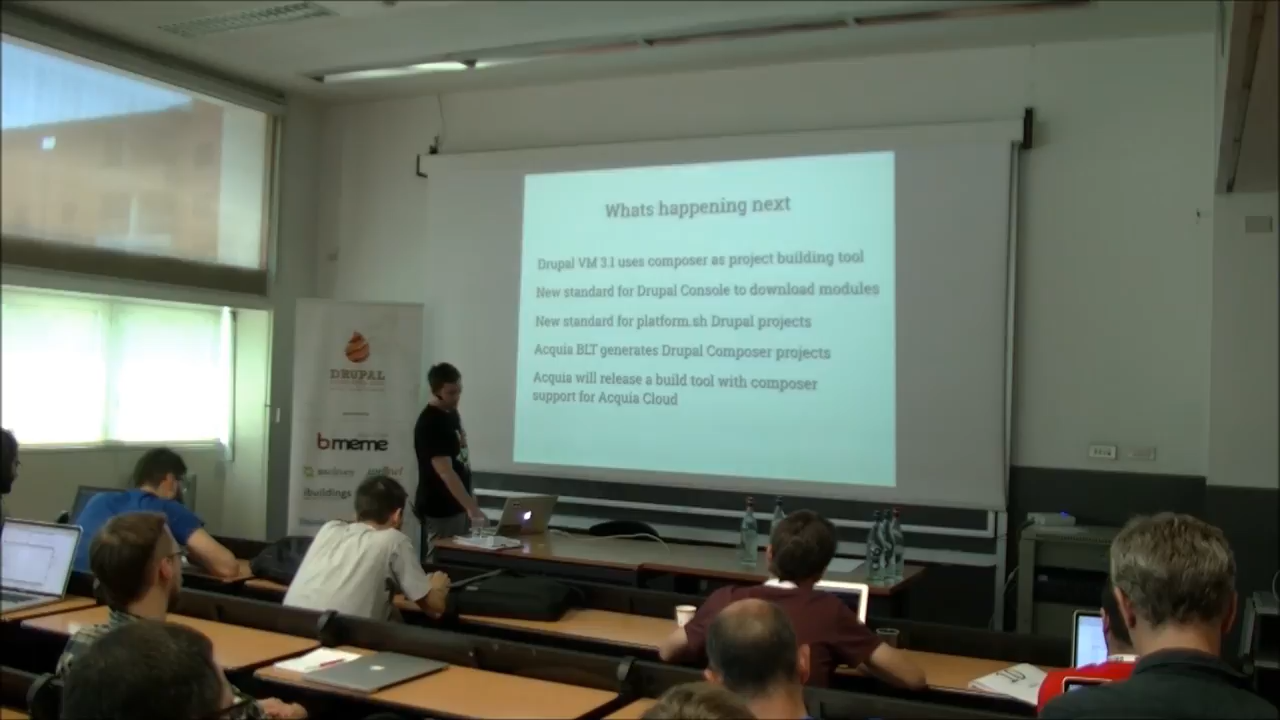 Whats happening next
Drupal VM 3.1 uses composer as project building tool
New standard for Drupal Console to download modules
New standard for platform.sh Drupal projects
Acquia BLT generates Drupal Composer projects
Acquia will release a build tool with composer
support for Acquia Cloud
DRUPAL
bmeme
ibuildings